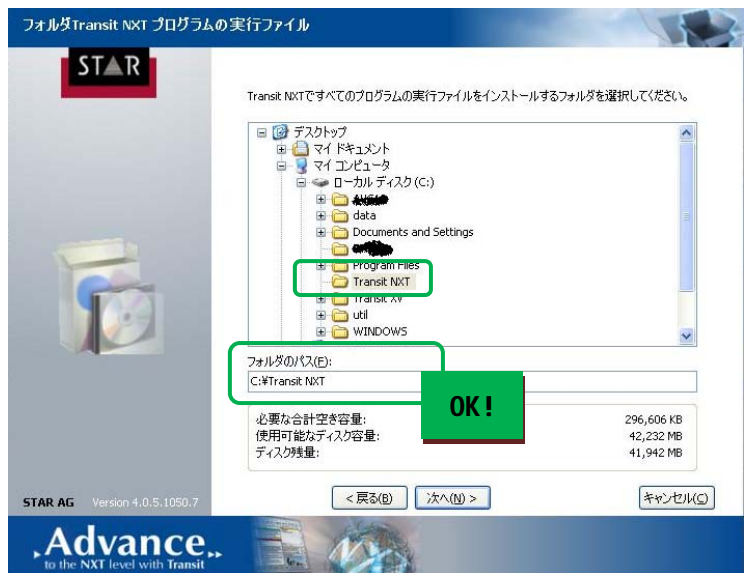 フォルダTransit NXT プログラムの実行ファイル
STAR
Transit NXTですべてのプログラムの実行ファイルをインストールするフォルダを選択してください。
デスクトップ
マイ ドキュメント
マイ コンピュータ
ローカル ディスク (C:)
data
Documents and Settings
Program Files
Transit NXT
Transit XV
util
WINDOWS
フォルダのパス(F):
C:¥Transit NXT
OK!
必要な合計空き容量: 296,606 KB
使用可能なディスク容量: 42,232 MB
ディスク残量: 41,942 MB
STAR AG Version 4.0.5.1050.7
< 戻る(B) 次へ(N) > キャンセル(C)
.Advance..
to the NXT level with Transit